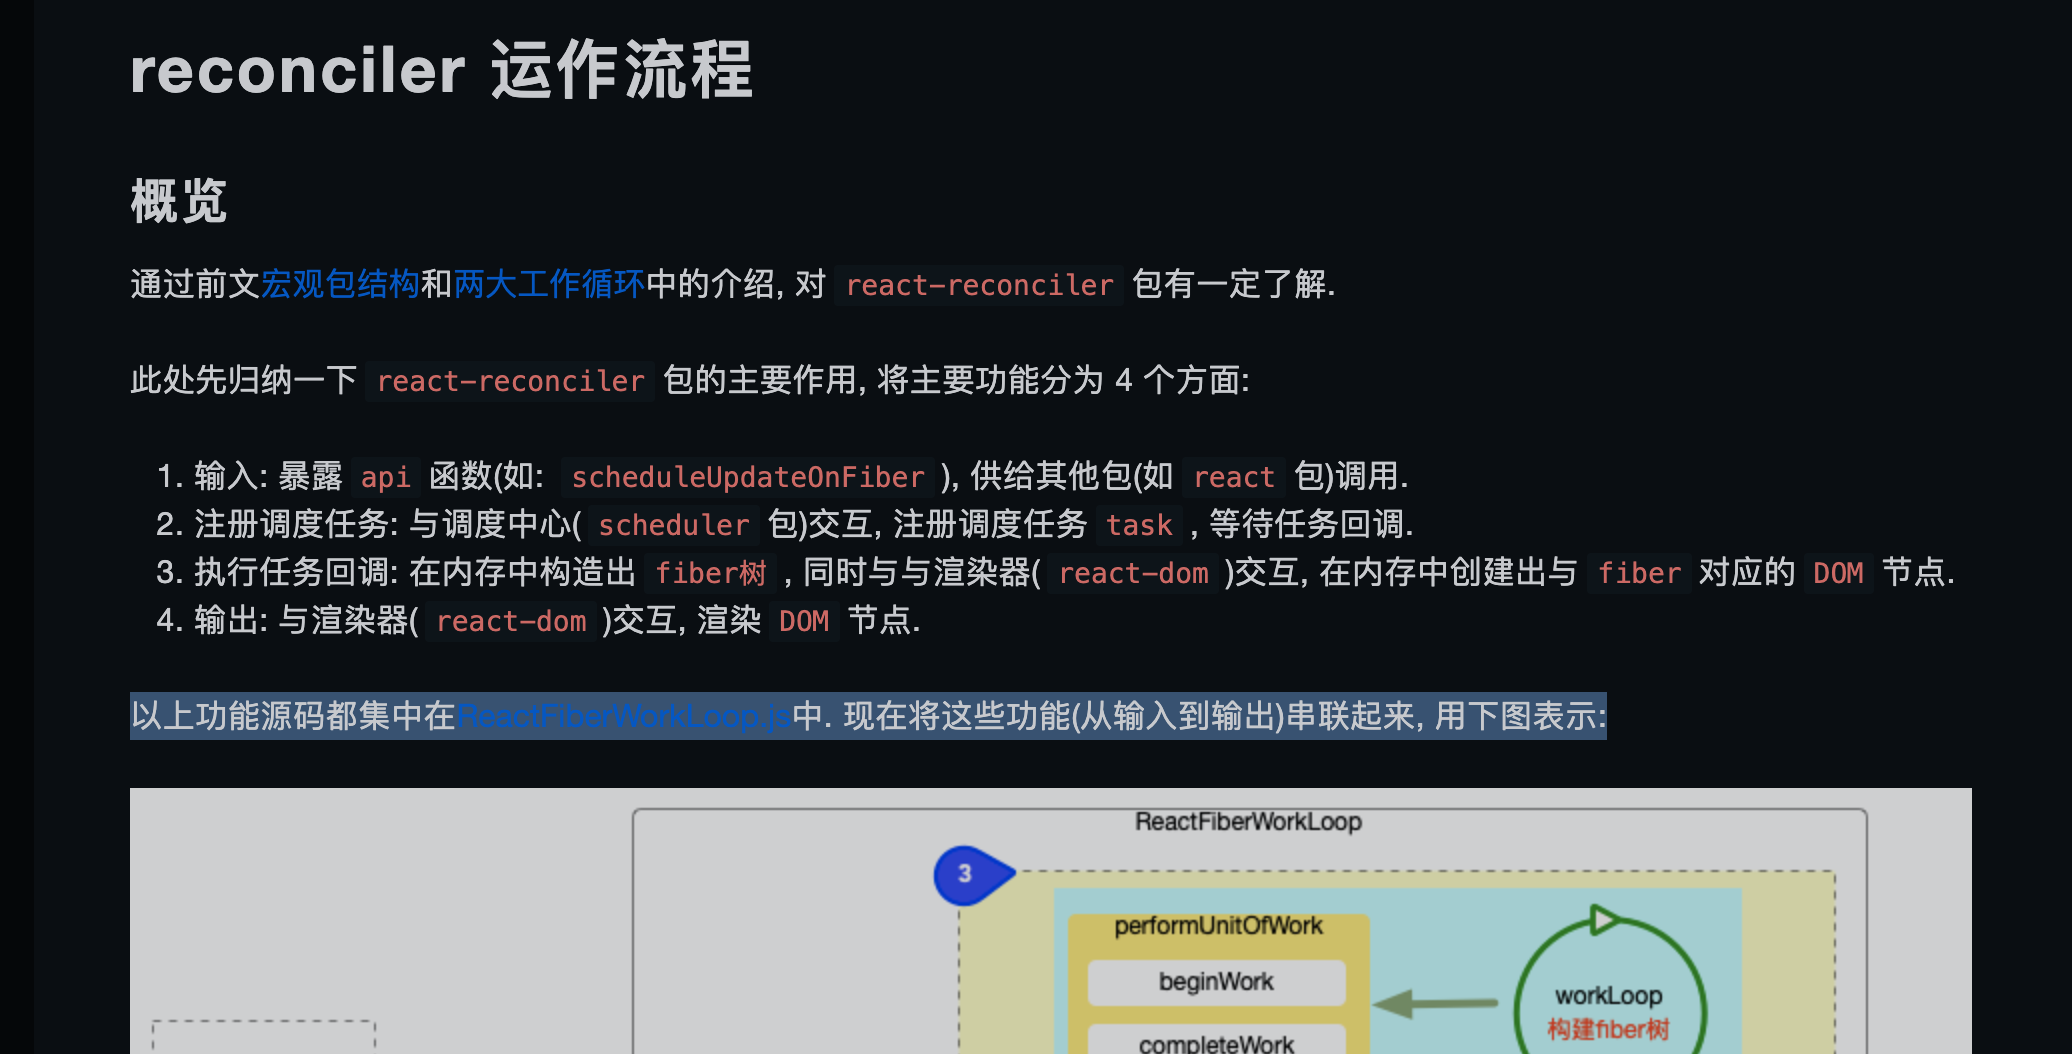 reconciler 运作流程
概览
通过前文宏观包结构和两大工作循环中的介绍, 对 react-reconciler 包有一定了解.
此处先归纳一下 react-reconciler 包的主要作用, 将主要功能分为 4 个方面:
1. 输入: 暴露 api 函数(如: scheduleUpdateOnFiber ), 供给其他包(如 react 包)调用.
2. 注册调度任务: 与调度中心( scheduler 包)交互, 注册调度任务 task , 等待任务回调.
3. 执行任务回调: 在内存中构造出 fiber树 , 同时与与渲染器( react-dom )交互, 在内存中创建出与 fiber 对应的 DOM 节点.
4. 输出: 与渲染器( react-dom )交互, 渲染 DOM 节点.
以上功能源码都集中在ReactFiberWorkLoop.js中. 现在将这些功能(从输入到输出)串联起来, 用下图表示:
ReactFiberWorkLoop
3
performUnitOfWork
beginWork
workLoop
构建fiber树
completeWork